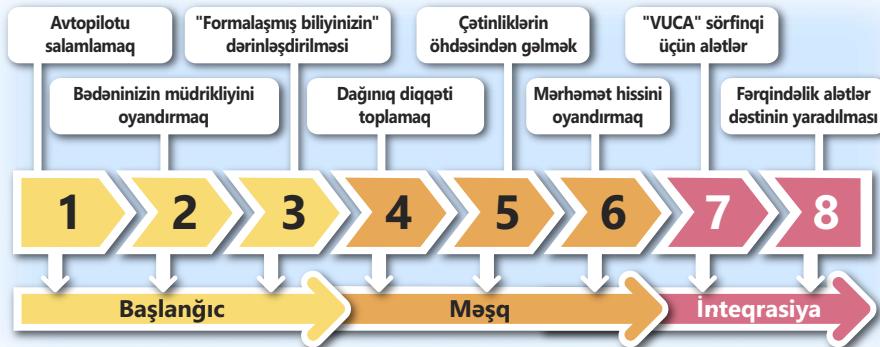 Avtopilotu
salamlamaq
"Formalaşmış biliyinizin"
dərinləşdirilməsi
Çətinliklərin
öhdəsindən gəlmək
"VUCA" sörfinqi
üçün alətlər
Bədəninizin müdrikliyini
oyandırmaq
Dağınıq diqqəti
toplamaq
Mərhəmət hissini
oyandırmaq
Fərqindəlik alətlər
dəstinin yaradılması
1
2
3
4
5
6
7
8
Başlanğıc
Məşq
İnteqrasiya